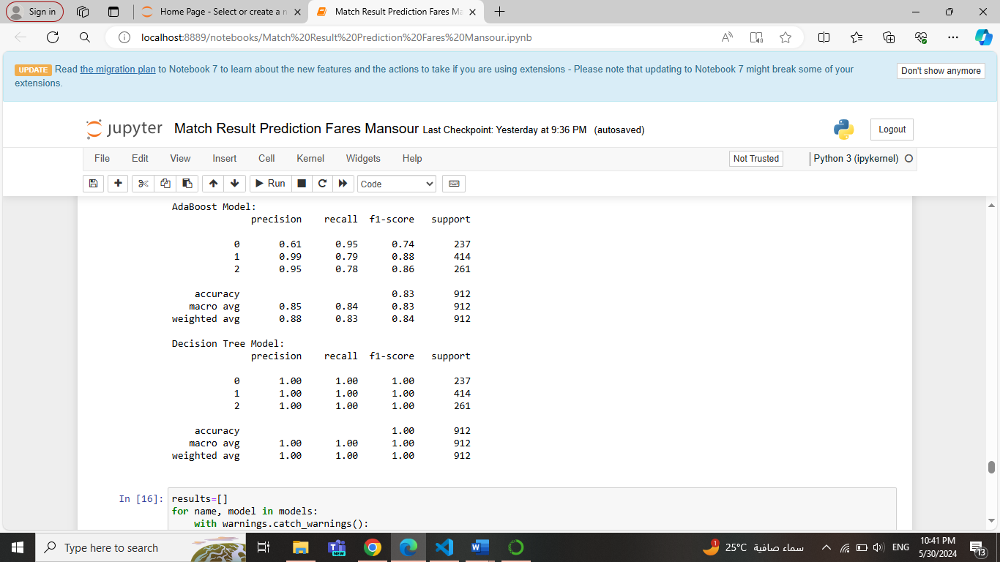 Sign in
Home Page - Select or create a n
Match Result Prediction Fares Ma
localhost:8889/notebooks/Match%20Result%20Prediction%20Fares%20Mansour.ipynb
UPDATE Read the migration plan to Notebook 7 to learn about the new features and the actions to take if you are using extensions - Please note that updating to Notebook 7 might break some of your
extensions.
Don't show anymore
jupyter Match Result Prediction Fares Mansour Last Checkpoint: Yesterday at 9:36 PM (autosaved)
Logout
File Edit View Insert Cell Kernel Widgets Help
Not Trusted
Python 3 (ipykernel)
Run
Code
AdaBoost Model:
precision recall f1-score support
0 0.61 0.95 0.74 237
1 0.99 0.79 0.88 414
2 0.95 0.78 0.86 261
accuracy 0.83 912
macro avg 0.85 0.84 0.83 912
weighted avg 0.88 0.83 0.84 912
Decision Tree Model:
precision recall f1-score support
0 1.00 1.00 1.00 237
1 1.00 1.00 1.00 414
2 1.00 1.00 1.00 261
accuracy 1.00 912
macro avg 1.00 1.00 1.00 912
weighted avg 1.00 1.00 1.00 912
In [16]: results=[]
for name, model in models:
with warnings.catch_warnings():
Type here to search
NEW
1
25°C سماء صافية
ENG
10:41 PM
5/30/2024
13